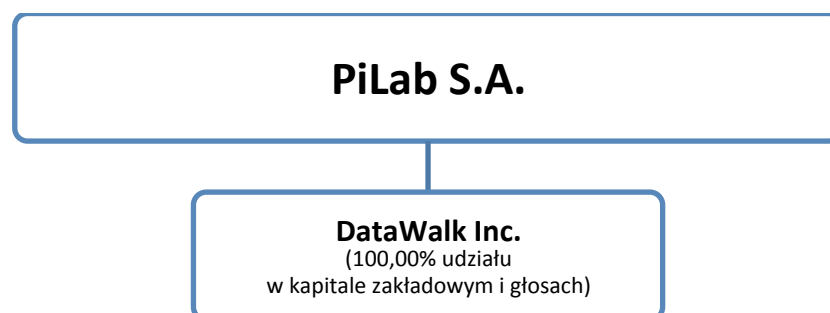 PiLab S.A.
DataWalk Inc.
(100,00% udziału
w kapitale zakładowym i głosach)